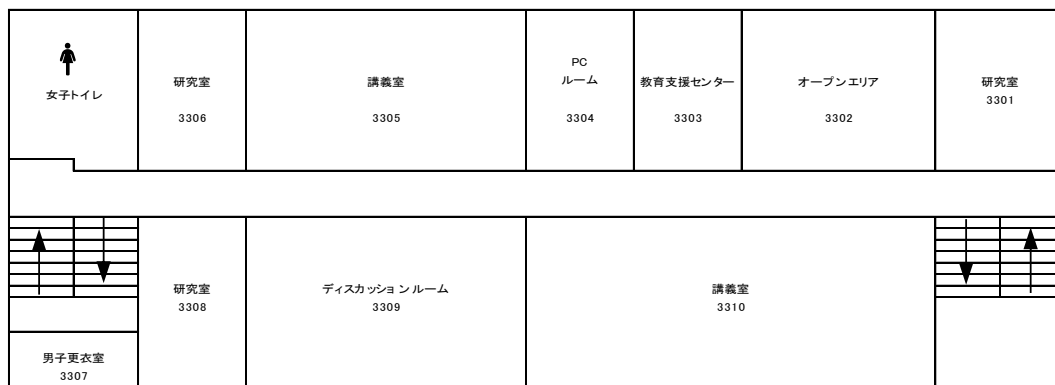 女子トイレ
研究室
3306
講義室
3305
PC
ルーム
3304
教育支援センター
3303
オープンエリア
3302
研究室
3301
研究室
3308
ディスカッションルーム
3309
講義室
3310
男子更衣室
3307